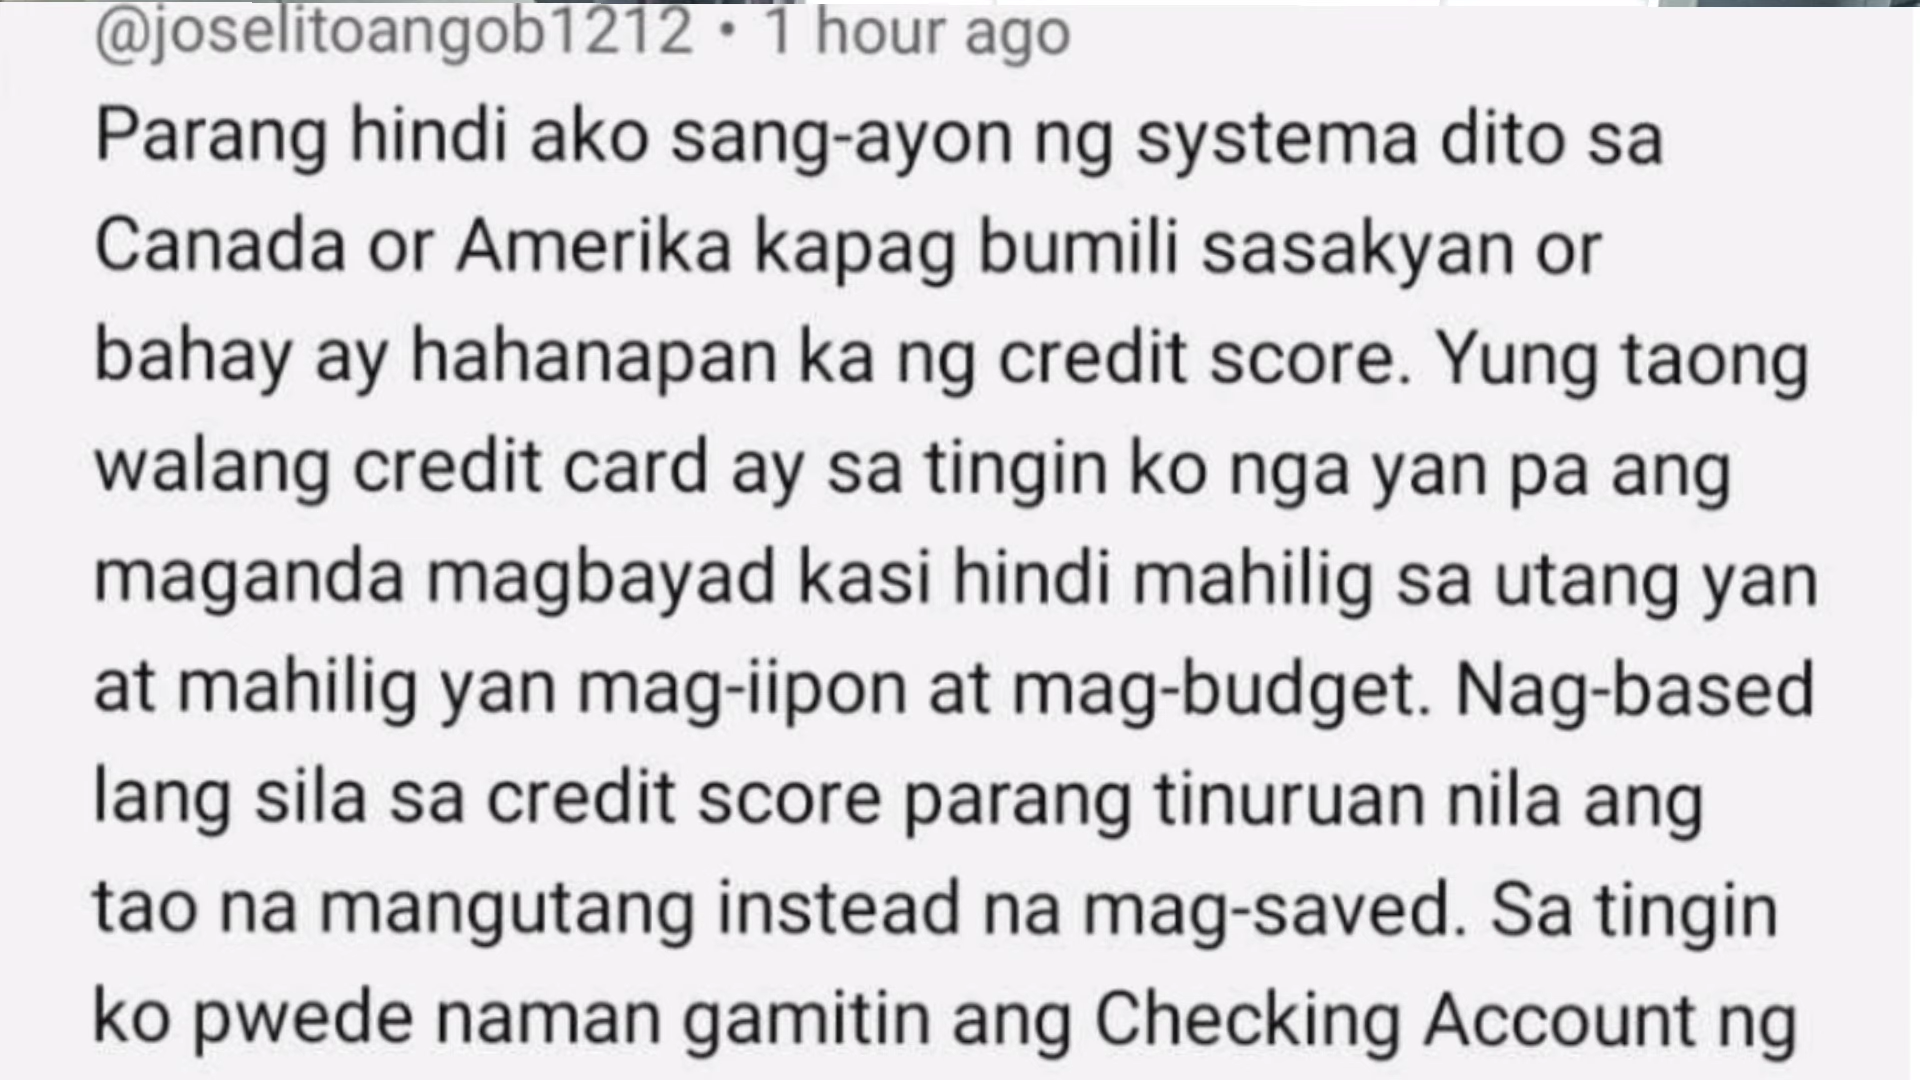 @joselitoangob1212 • 1 hour ago
Parang hindi ako sang-ayon ng systema dito sa
Canada or Amerika kapag bumili sasakyan or
bahay ay hahanapan ka ng credit score. Yung taong
walang credit card ay sa tingin ko nga yan pa ang
maganda magbayad kasi hindi mahilig sa utang yan
at mahilig yan mag-iipon at mag-budget. Nag-based
lang sila sa credit score parang tinuruan nila ang
tao na mangutang instead na mag-saved. Sa tingin
ko pwede naman gamitin ang Checking Account ng